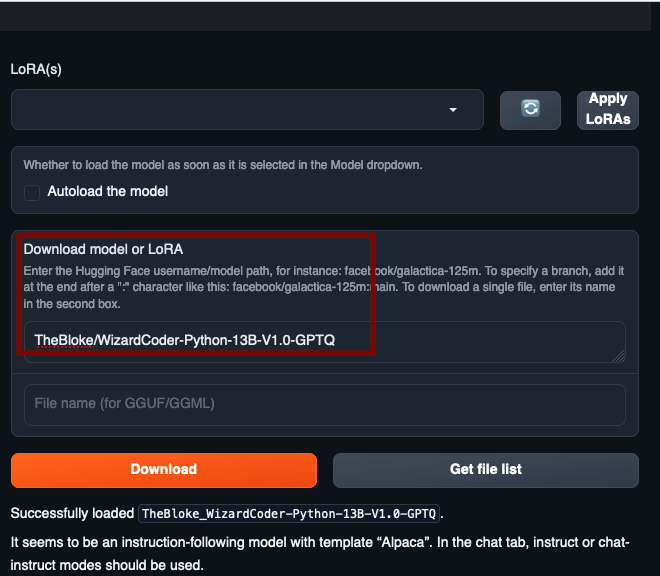 LoRA(s)
Apply
LoRAs
Whether to load the model as soon as it is selected in the Model dropdown.
Autoload the model
Download model or LoRA
Enter the Hugging Face username/model path, for instance: facebook/galactica-125m. To specify a branch, add it
at the end after a ":" character like this: facebook/galactica-125m:main. To download a single file, enter its name
in the second box.
TheBloke/WizardCoder-Python-13B-V1.0-GPTQ
File name (for GGUF/GGML)
Download
Get file list
Successfully loaded TheBloke_WizardCoder-Python-13B-V1.0-GPTQ.
It seems to be an instruction-following model with template “Alpaca”. In the chat tab, instruct or chat-
instruct modes should be used.